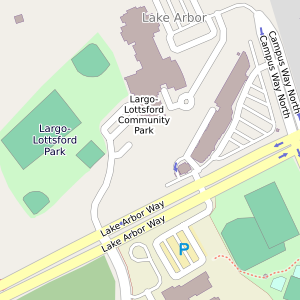 Lake Arbor
Campus Way North
Campus Way North
Largo-
Lottsford
Community
Park
Largo-
Lottsford
Park
Lake Arbor Way
Lake Arbor Way
P